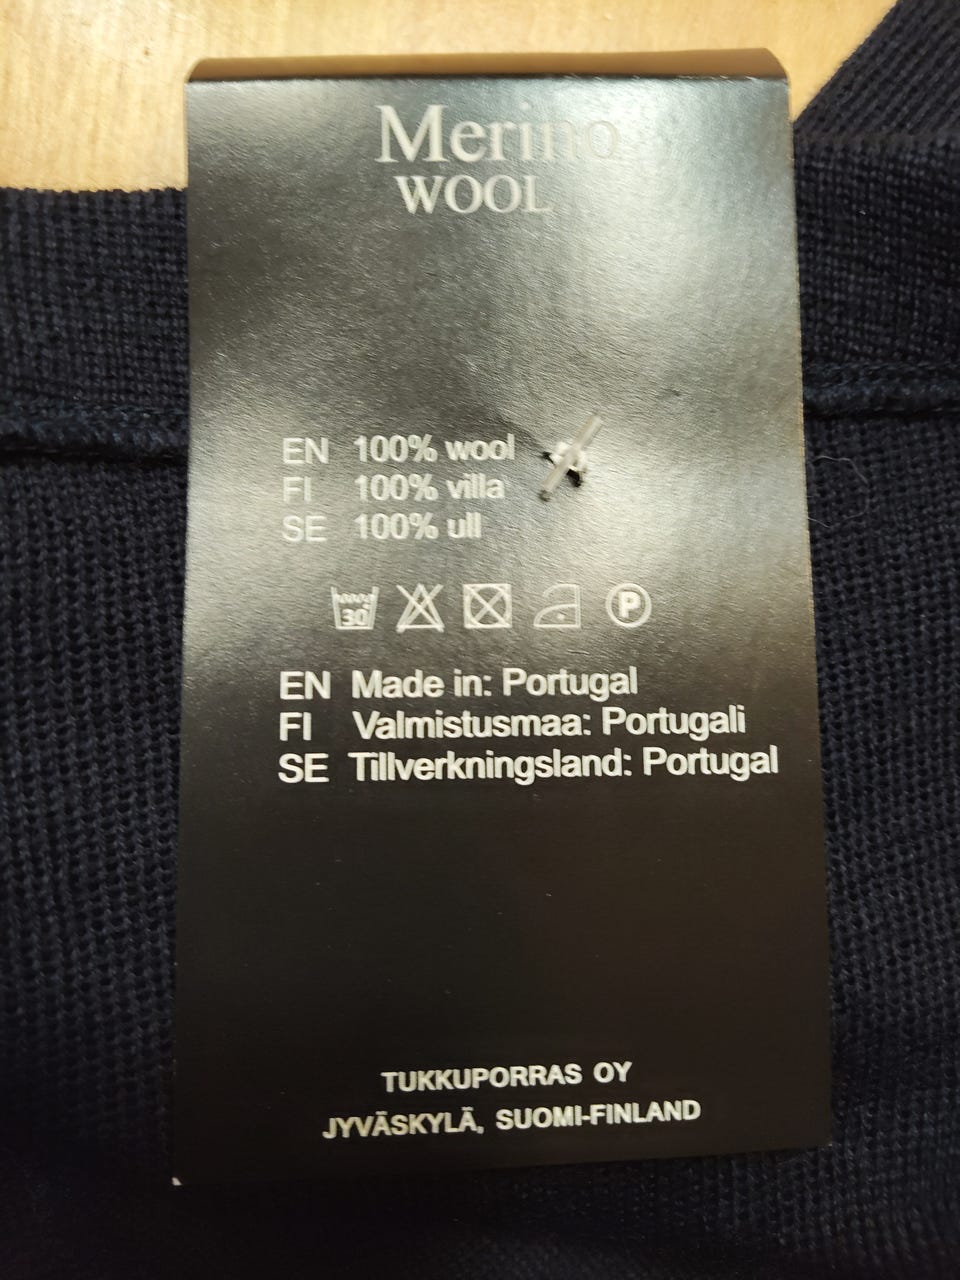 Merino
WOOL
EN 100% wool
FI 100% villa
SE 100% ull
30 P
EN Made in: Portugal
FI Valmistusmaa: Portugali
SE Tillverkningsland: Portugal
TUKKUPORRAS OY
JYVÄSKYLÄ, SUOMI-FINLAND